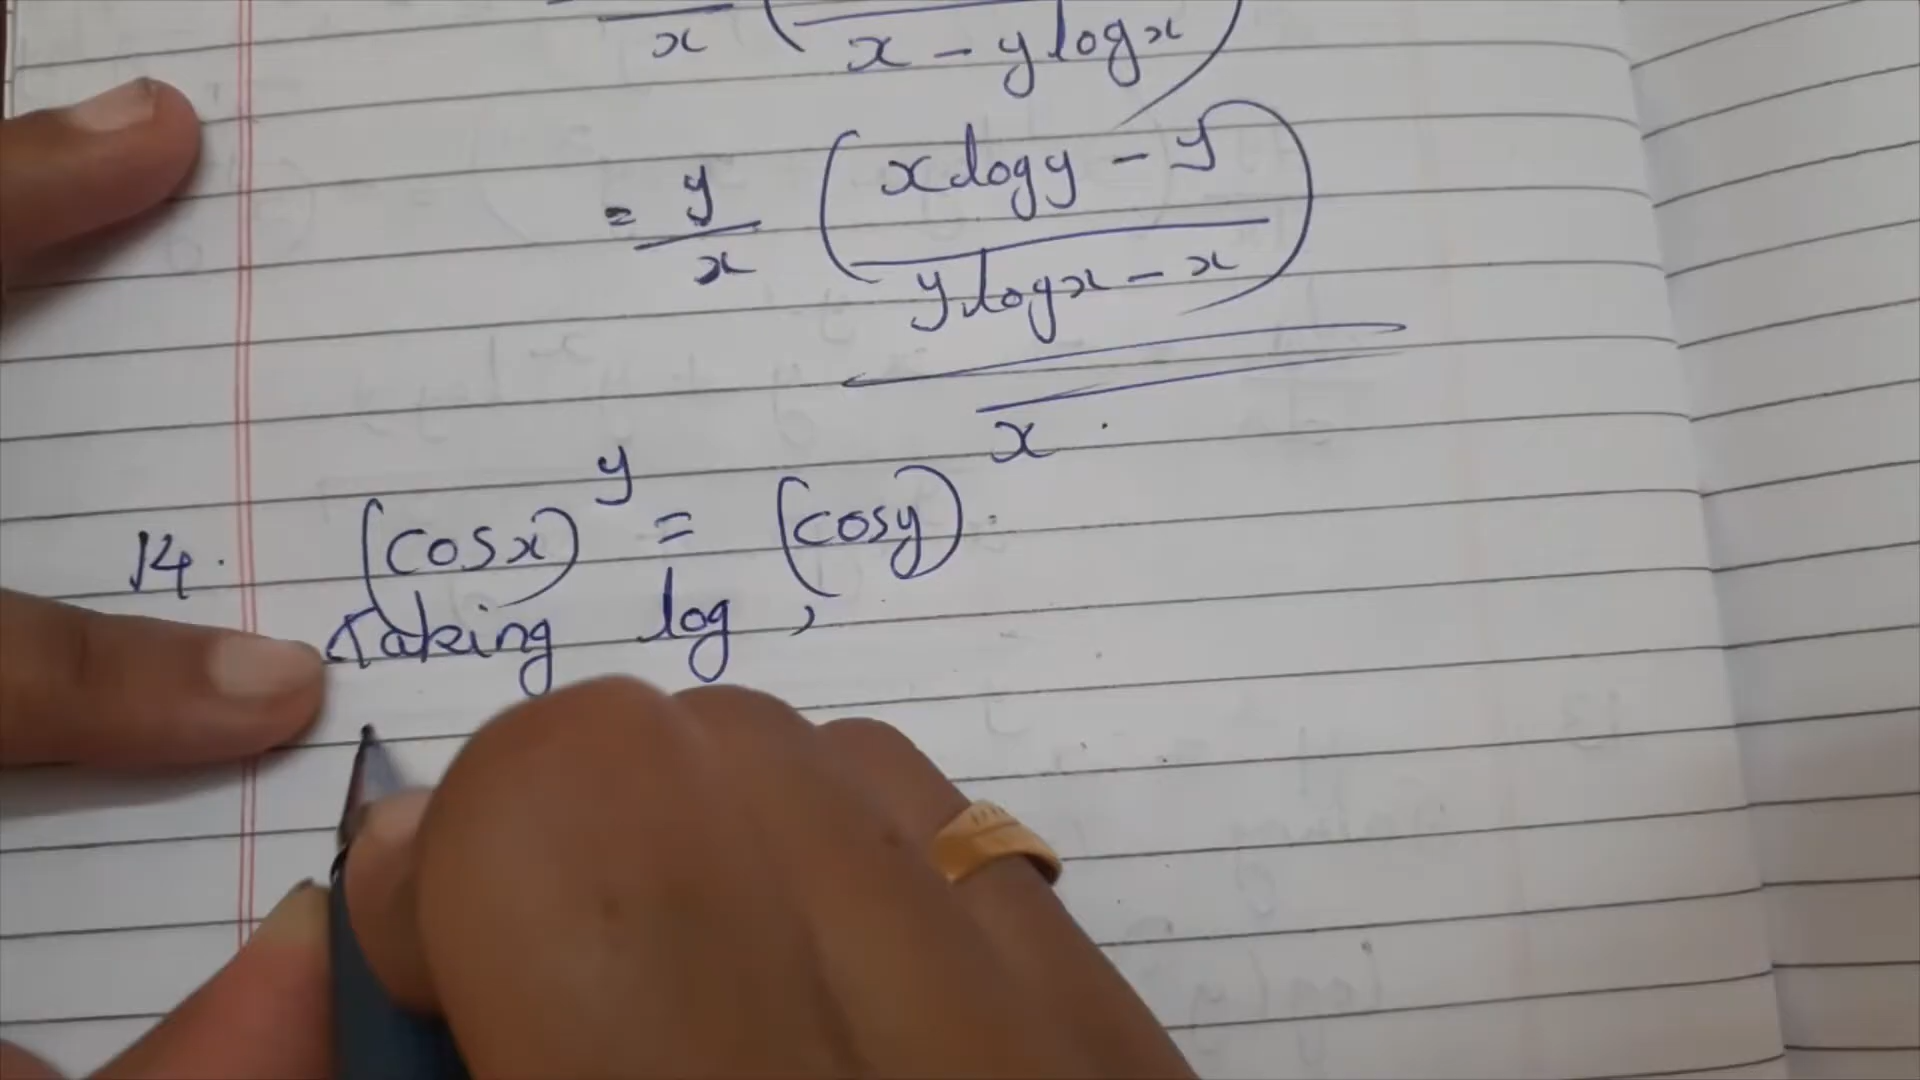 x ( x - y log x )
= y/x ( x log y - y / y log x - x )
14. (cos x)^y = (cos y)^x .
Taking log ,